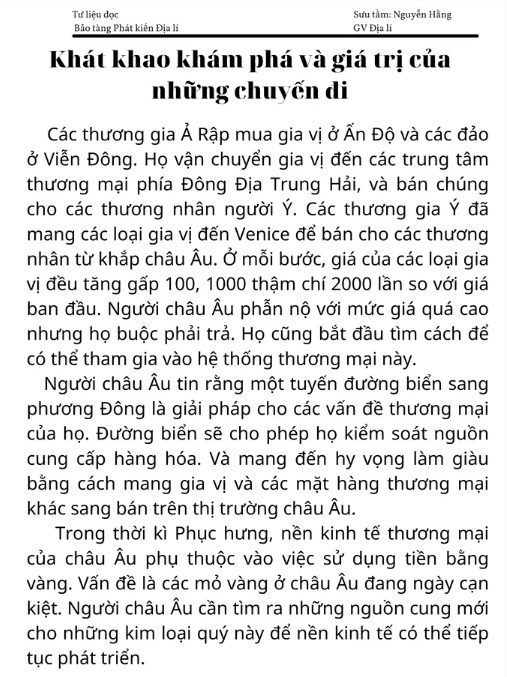 Tư liệu đọc
Bảo tàng Phát kiến Địa lí
Sưu tầm: Nguyễn Hằng
GV Địa lí
Khát khao khám phá và giá trị của
những chuyến đi
Các thương gia Ả Rập mua gia vị ở Ấn Độ và các đảo
ở Viễn Đông. Họ vận chuyển gia vị đến các trung tâm
thương mại phía Đông Địa Trung Hải, và bán chúng
cho các thương nhân người Ý. Các thương gia Ý đã
mang các loại gia vị đến Venice để bán cho các thương
nhân từ khắp châu Âu. Ở mỗi bước, giá của các loại gia
vị đều tăng gấp 100, 1000 thậm chí 2000 lần so với giá
ban đầu. Người châu Âu phẫn nộ với mức giá quá cao
nhưng họ buộc phải trả. Họ cũng bắt đầu tìm cách để
có thể tham gia vào hệ thống thương mại này.
Người châu Âu tin rằng một tuyến đường biển sang
phương Đông là giải pháp cho các vấn đề thương mại
của họ. Đường biển sẽ cho phép họ kiểm soát nguồn
cung cấp hàng hóa. Và mang đến hy vọng làm giàu
bằng cách mang gia vị và các mặt hàng thương mại
khác sang bán trên thị trường châu Âu.
Trong thời kì Phục hưng, nền kinh tế thương mại
của châu Âu phụ thuộc vào việc sử dụng tiền bằng
vàng. Vấn đề là các mỏ vàng ở châu Âu đang ngày cạn
kiệt. Người châu Âu cần tìm ra những nguồn cung mới
cho những kim loại quý này để nền kinh tế có thể tiếp
tục phát triển.